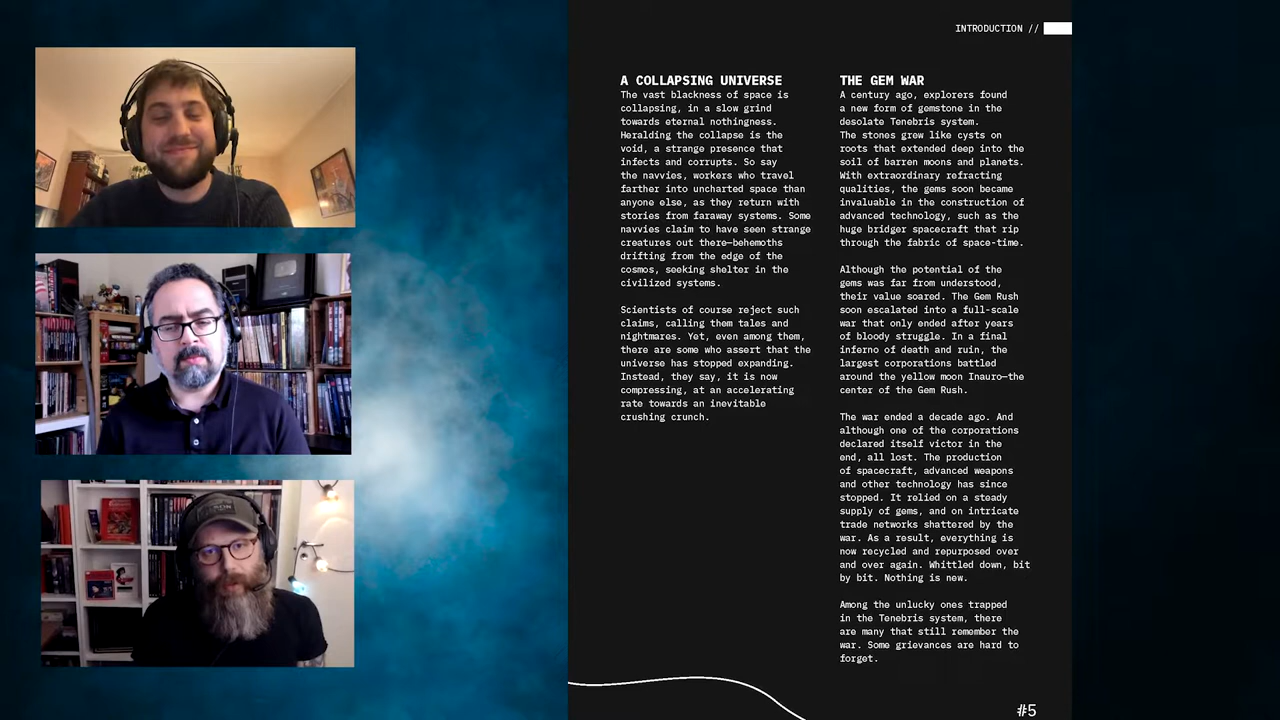 INTRODUCTION //
A COLLAPSING UNIVERSE
The vast blackness of space is
collapsing, in a slow grind
towards eternal nothingness.
Heralding the collapse is the
void, a strange presence that
infects and corrupts. So say
the navvies, workers who travel
farther into uncharted space than
anyone else, as they return with
stories from faraway systems. Some
navvies claim to have seen strange
creatures out there—behemoths
drifting from the edge of the
cosmos, seeking shelter in the
civilized systems.
Scientists of course reject such
claims, calling them tales and
nightmares. Yet, even among them,
there are some who assert that the
universe has stopped expanding.
Instead, they say, it is now
compressing, at an accelerating
rate towards an inevitable
crushing crunch.
THE GEM WAR
A century ago, explorers found
a new form of gemstone in the
desolate Tenebris system.
The stones grew like cysts on
roots that extended deep into the
soil of barren moons and planets.
With extraordinary refracting
qualities, the gems soon became
invaluable in the construction of
advanced technology, such as the
huge bridger spacecraft that rip
through the fabric of space-time.
Although the potential of the
gems was far from understood,
their value soared. The Gem Rush
soon escalated into a full-scale
war that only ended after years
of bloody struggle. In a final
inferno of death and ruin, the
largest corporations battled
around the yellow moon Inauro—the
center of the Gem Rush.
The war ended a decade ago. And
although one of the corporations
declared itself victor in the
end, all lost. The production
of spacecraft, advanced weapons
and other technology has since
stopped. It relied on a steady
supply of gems, and on intricate
trade networks shattered by the
war. As a result, everything is
now recycled and repurposed over
and over again. Whittled down, bit
by bit. Nothing is new.
Among the unlucky ones trapped
in the Tenebris system, there
are many that still remember the
war. Some grievances are hard to
forget.
#5